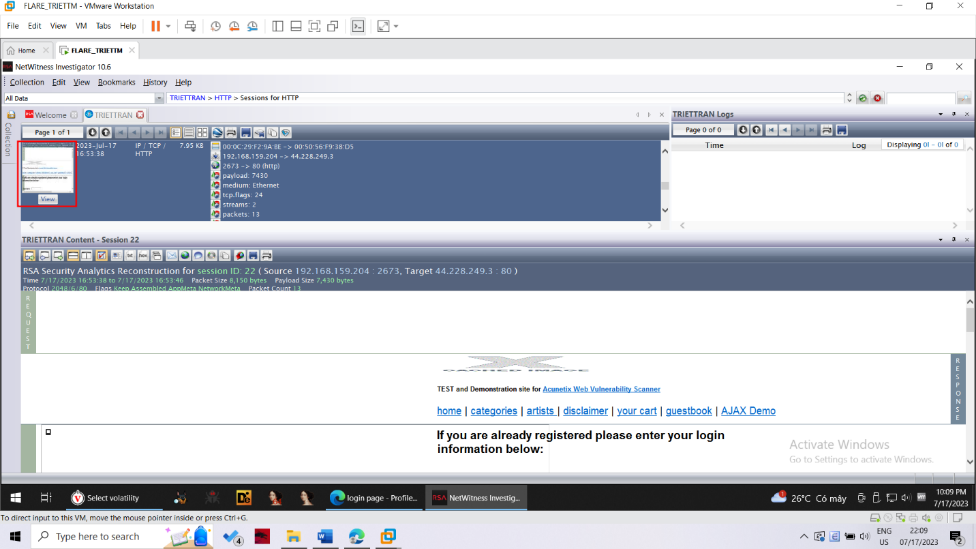 FLARE_TRIETTM - VMware Workstation
File Edit View VM Tabs Help
Home FLARE_TRIETTM
NetWitness Investigator 10.6
Collection Edit View Bookmarks History Help
All Data TRIETTRAN > HTTP > Sessions for HTTP
Welcome TRIETTRAN
TRIETTRAN Logs
Collection
Page 1 of 1
Page 0 of 0
Time Log Displaying 0l - 0l of 0
2023-Jul-17 16:53:38
IP / TCP / HTTP
7.95 KB
00:0C:29:F2:9A:8E -> 00:50:56:F9:38:D5
192.168.159.204 -> 44.228.249.3
2673 -> 80 (http)
payload: 7430
medium: Ethernet
tcp.flags: 24
streams: 2
packets: 13
View
TRIETTRAN Content - Session 22
RSA Security Analytics Reconstruction for session ID: 22 ( Source 192.168.159.204 : 2673, Target 44.228.249.3 : 80 )
Time 7/17/2023 16:53:38 to 7/17/2023 16:53:46 Packet Size 8,150 bytes Payload Size 7,430 bytes
Protocol 2048/6/80 Flags Keep Assembled AppMeta NetworkMeta Packet Count 13
REQUEST
CACHED IMAGE
RESPONSE
TEST and Demonstration site for Acunetix Web Vulnerability Scanner
home | categories | artists | disclaimer | your cart | guestbook | AJAX Demo
If you are already registered please enter your login
information below:
Activate Windows
Go to Settings to activate Windows.
Select volatility
login page - Profile...
RSA NetWitness Investig...
26°C Có mây
10:09 PM
7/17/2023
To direct input to this VM, move the mouse pointer inside or press Ctrl+G.
Type here to search
ENG
US
22:09
07/17/2023
2